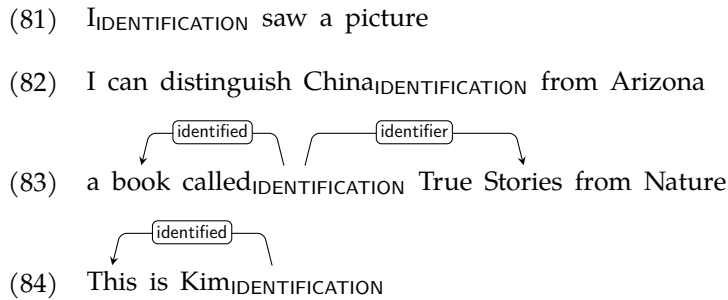 (81) I IDENTIFICATION saw a picture
(82) I can distinguish China IDENTIFICATION from Arizona
identified identifier
(83) a book called IDENTIFICATION True Stories from Nature
identified
(84) This is Kim IDENTIFICATION